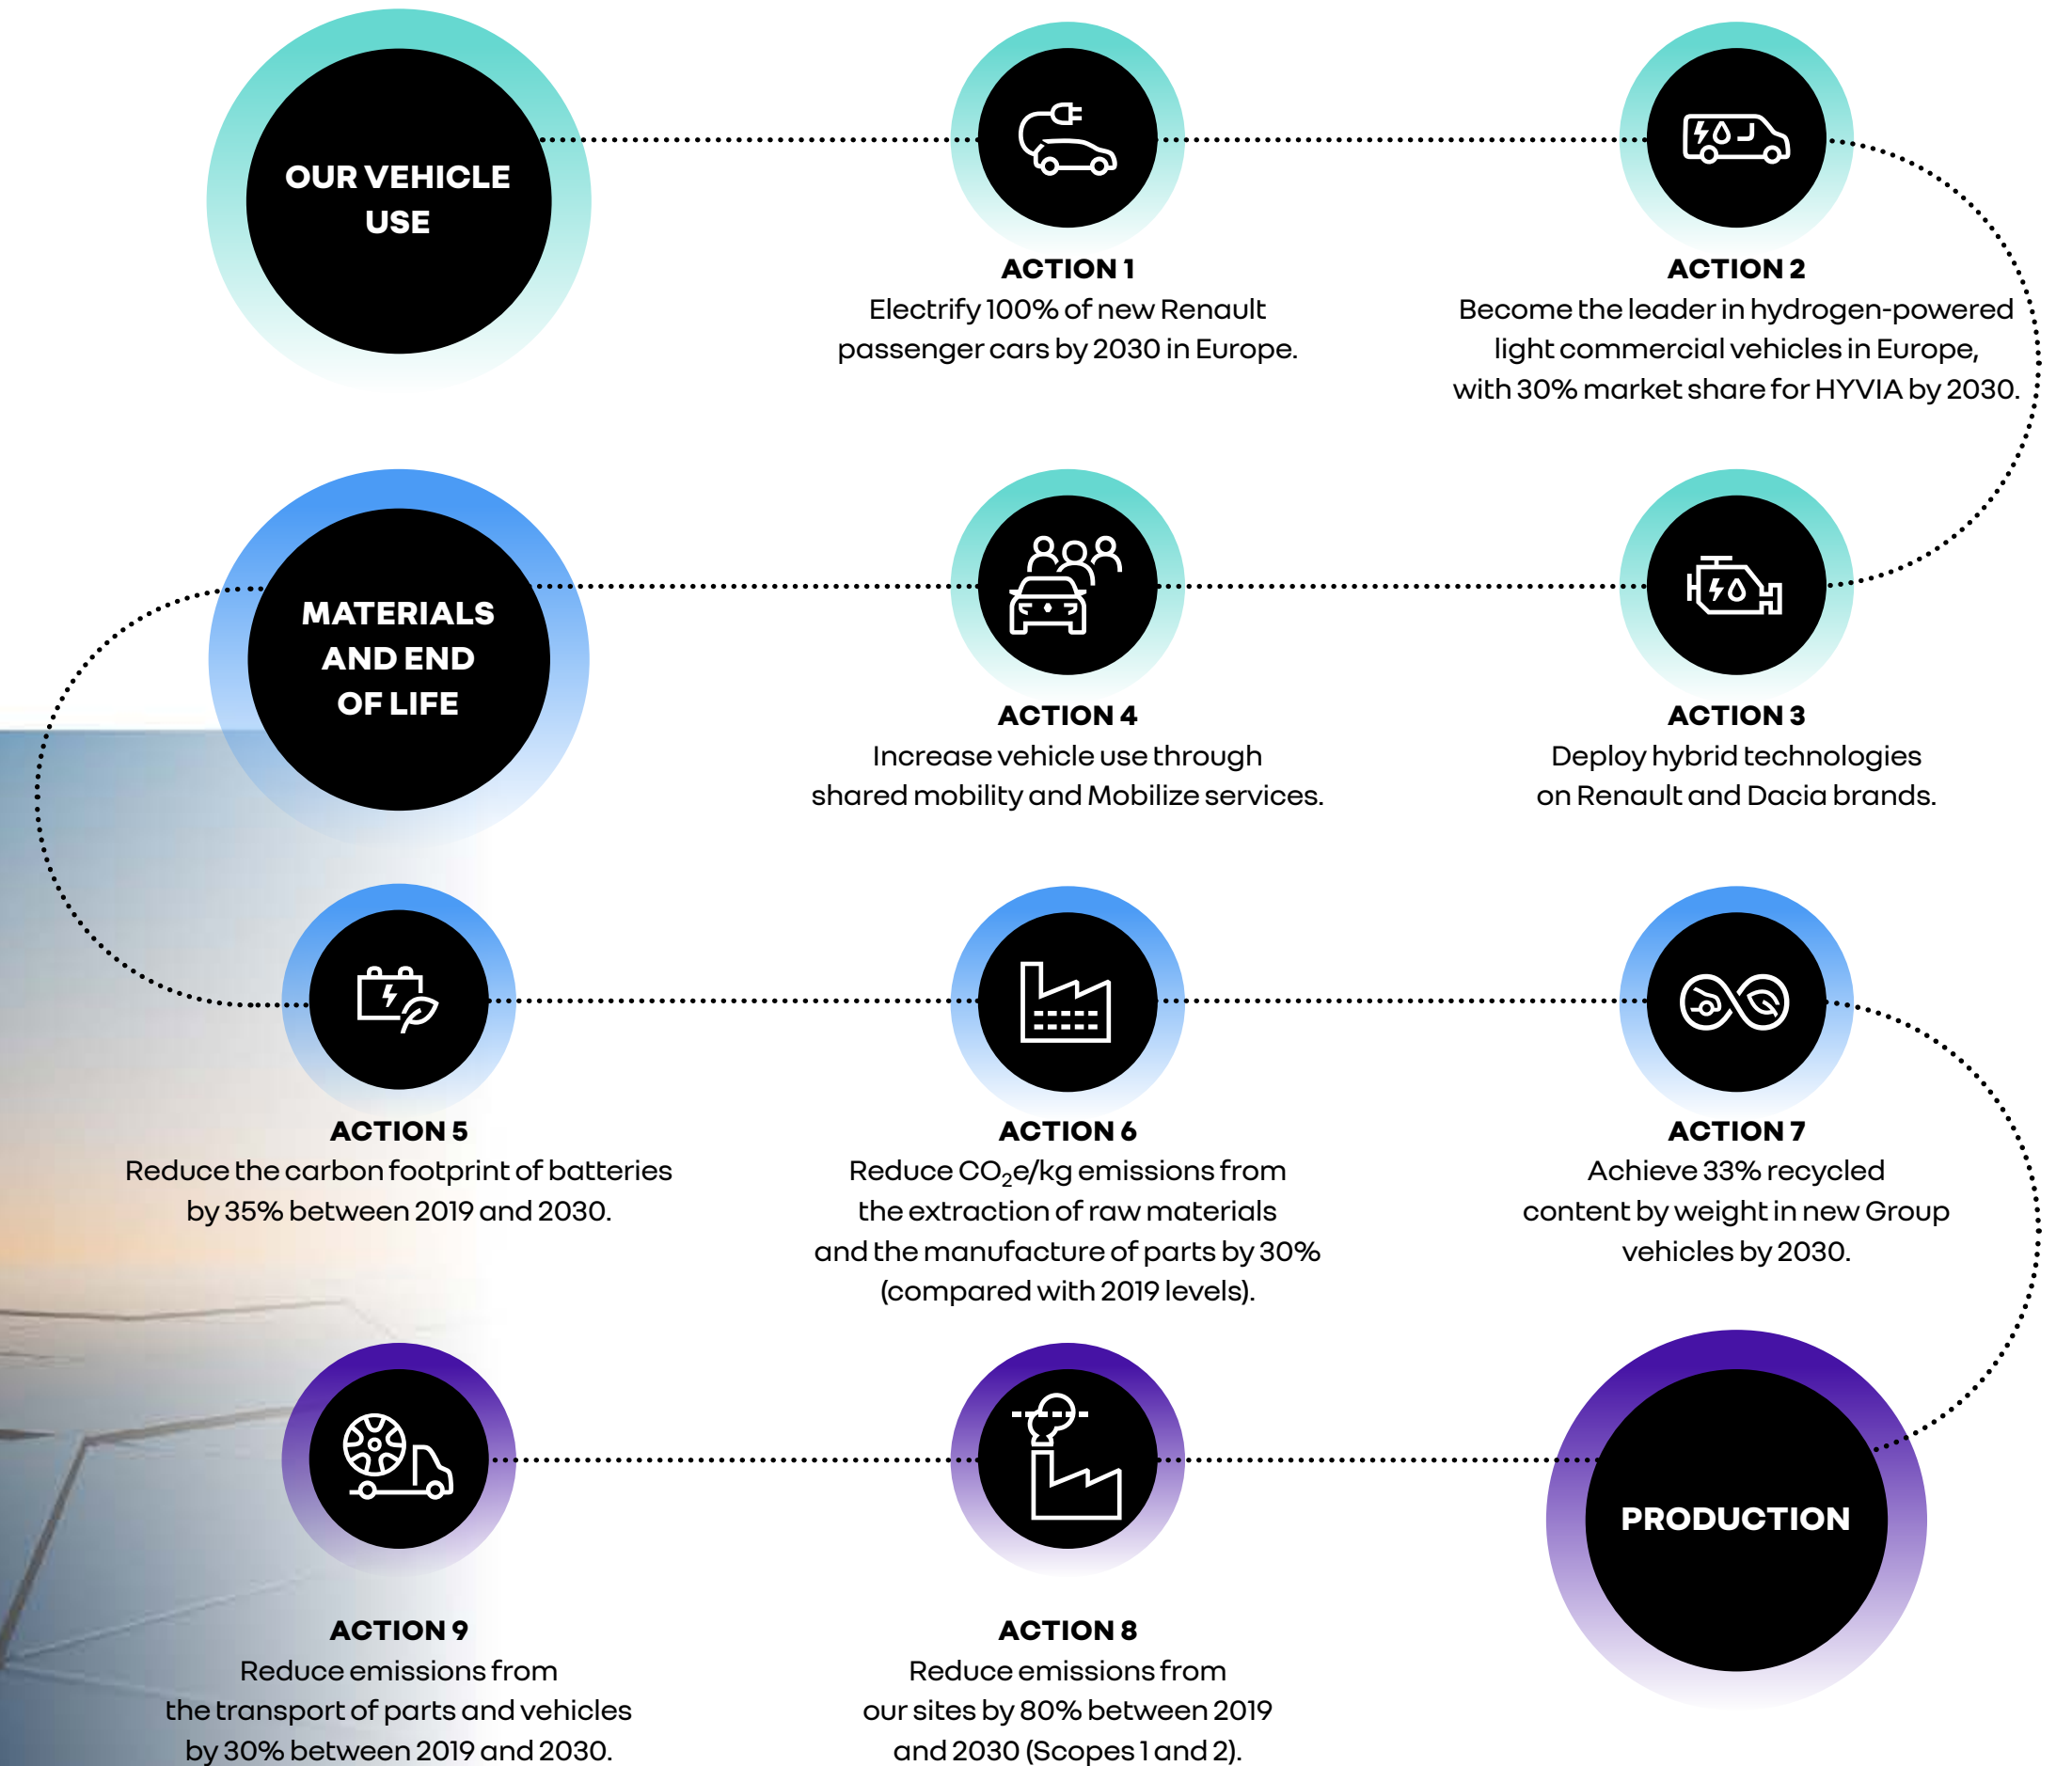 OUR VEHICLE
USE
ACTION 1
Electrify 100% of new Renault
passenger cars by 2030 in Europe.
ACTION 2
Become the leader in hydrogen-powered
light commercial vehicles in Europe,
with 30% market share for HYVIA by 2030.
ACTION 3
Deploy hybrid technologies
on Renault and Dacia brands.
ACTION 4
Increase vehicle use through
shared mobility and Mobilize services.
MATERIALS
AND END
OF LIFE
ACTION 5
Reduce the carbon footprint of batteries
by 35% between 2019 and 2030.
ACTION 6
Reduce CO₂e/kg emissions from
the extraction of raw materials
and the manufacture of parts by 30%
(compared with 2019 levels).
ACTION 7
Achieve 33% recycled
content by weight in new Group
vehicles by 2030.
PRODUCTION
ACTION 8
Reduce emissions from
our sites by 80% between 2019
and 2030 (Scopes 1 and 2).
ACTION 9
Reduce emissions from
the transport of parts and vehicles
by 30% between 2019 and 2030.